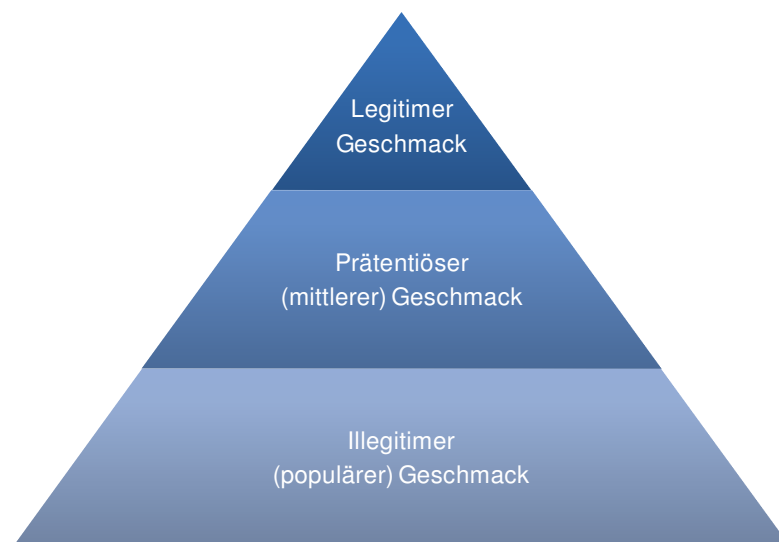 Legitimer
Geschmack
Prätentiöser
(mittlerer) Geschmack
Illegitimer
(populärer) Geschmack